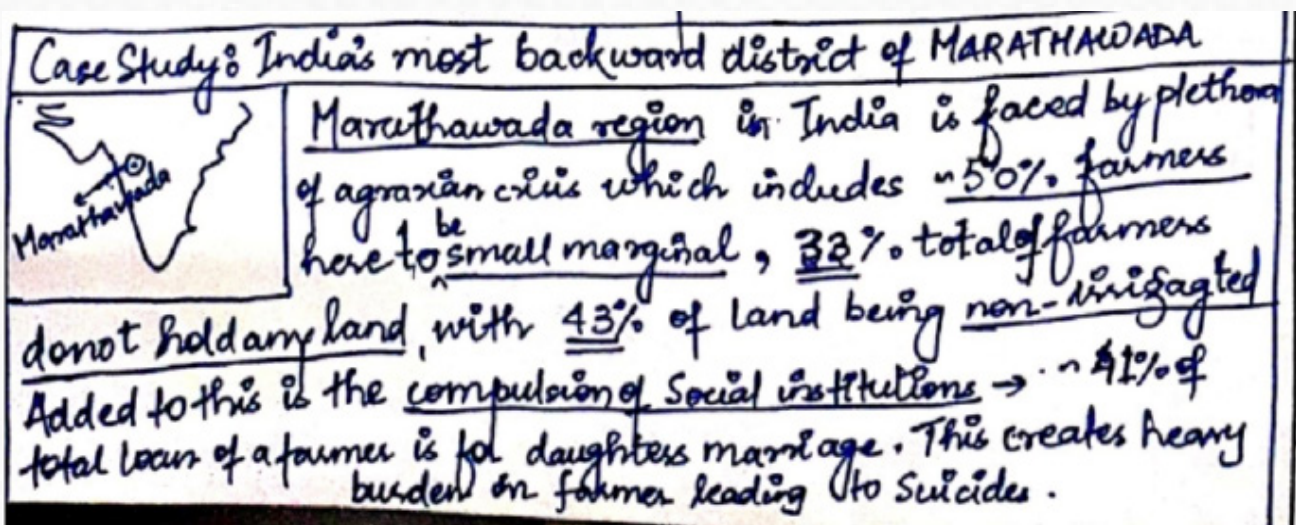 Case Study: India's most backward district of MARATHAWADA
Marathawada region in India is faced by plethora
of agrarian crisis which includes ~50% farmers
here to be small marginal, 33% total of farmers
Marathawada
donot hold any land, with 43% of land being non-irrigagted
Added to this is the compulsion of Social institutions → ~41% of
total loan of a farmer is for daughters marriage. This creates heavy
burden on farmer leading to Suicides.